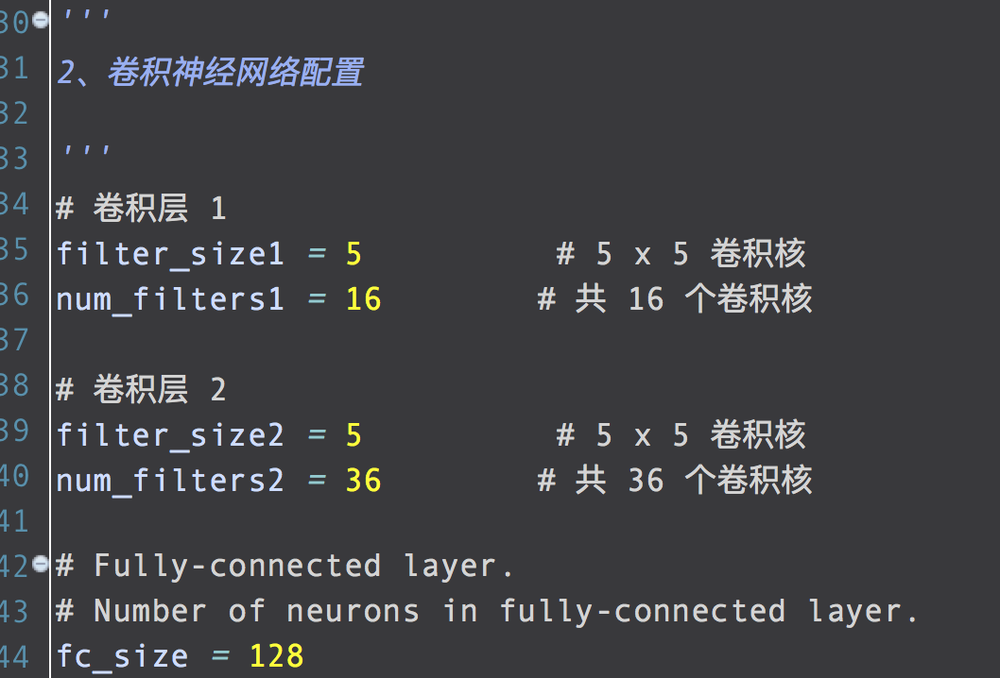 30 '''
31 2、卷积神经网络配置
32
33 '''
34 # 卷积层 1
35 filter_size1 = 5 # 5 x 5 卷积核
36 num_filters1 = 16 # 共 16 个卷积核
37
38 # 卷积层 2
39 filter_size2 = 5 # 5 x 5 卷积核
40 num_filters2 = 36 # 共 36 个卷积核
41
42 # Fully-connected layer.
43 # Number of neurons in fully-connected layer.
44 fc_size = 128